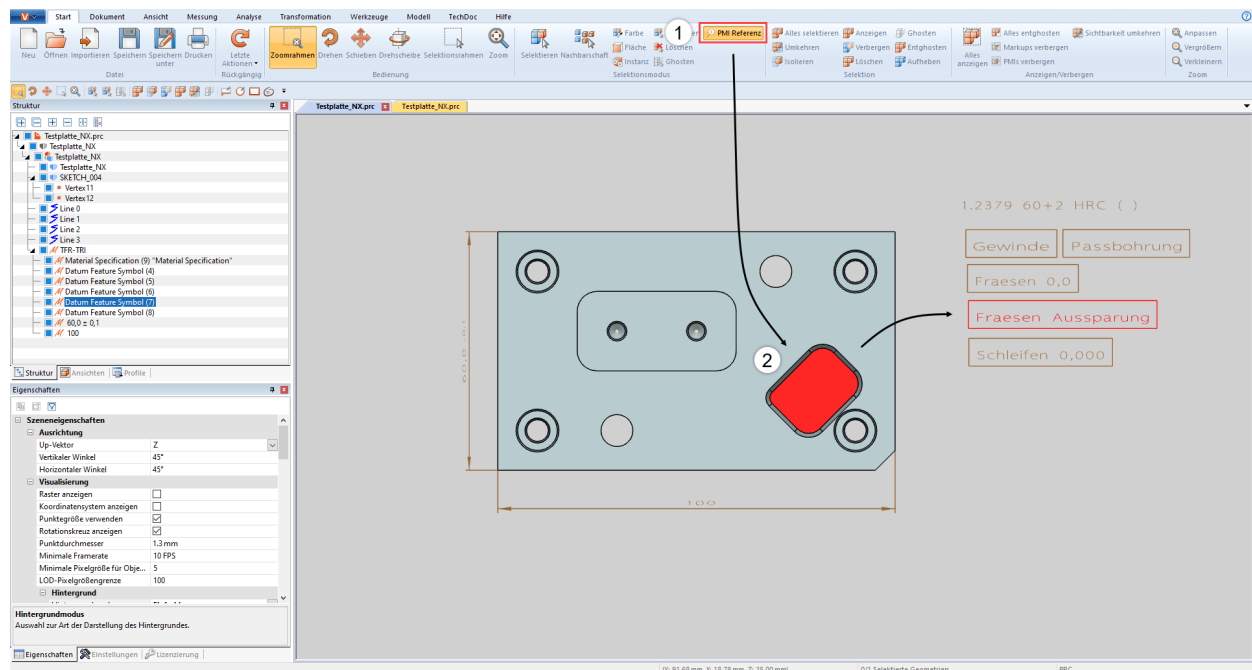 Start Dokument Ansicht Messung Analyse Transformation Werkzeuge Modell TechDoc Hilfe
Neu Öffnen Importieren Speichern Speichern unter Drucken
Letzte Aktionen
Zoomrahmen Drehen Schieben Drehscheibe Selektionsrahmen Zoom
Selektieren Nachbarschaft
Farbe
Fläche Löschen
Instanz Ghosten
1
PMI Referenz
Alles selektieren Anzeigen Ghosten
Umkehren Verbergen Entghosten
Isolieren Löschen Aufheben
Alles anzeigen
Alles entghosten Sichtbarkeit umkehren
Markups verbergen
PMIs verbergen
Anpassen
Vergrößern
Verkleinern
Datei Rückgängig Bedienung Selektionsmodus Selektion Anzeigen/Verbergen Zoom
Struktur
Testplatte_NX.prc Testplatte_NX.prc
Testplatte_NX.prc
Testplatte_NX
Testplatte_NX
Testplatte_NX
SKETCH_004
Vertex11
Vertex12
Line 0
Line 1
Line 2
Line 3
TFR-TRI
Material Specification (9) "Material Specification"
Datum Feature Symbol (4)
Datum Feature Symbol (5)
Datum Feature Symbol (6)
Datum Feature Symbol (7)
Datum Feature Symbol (8)
60,0 ± 0,1
100
Struktur Ansichten Profile
Eigenschaften
Szeneneigenschaften
Ausrichtung
Up-Vektor Z
Vertikaler Winkel 45°
Horizontaler Winkel 45°
Visualisierung
Raster anzeigen
Koordinatensystem anzeigen
Punktegröße verwenden
Rotationskreuz anzeigen
Punktdurchmesser 1.3 mm
Minimale Framerate 10 FPS
Minimale Pixelgröße für Obje... 5
LOD-Pixelgrößengrenze 100
Hintergrund
Hintergrundmodus
Auswahl zur Art der Darstellung des Hintergrundes.
Eigenschaften Einstellungen Lizenzierung
1.2379 60+2 HRC ( )
Gewinde Passbohrung
Fraesen 0,0
Fraesen Aussparung
Schleifen 0,000
2
100
0/1 Selektierte Geometrien
BRC